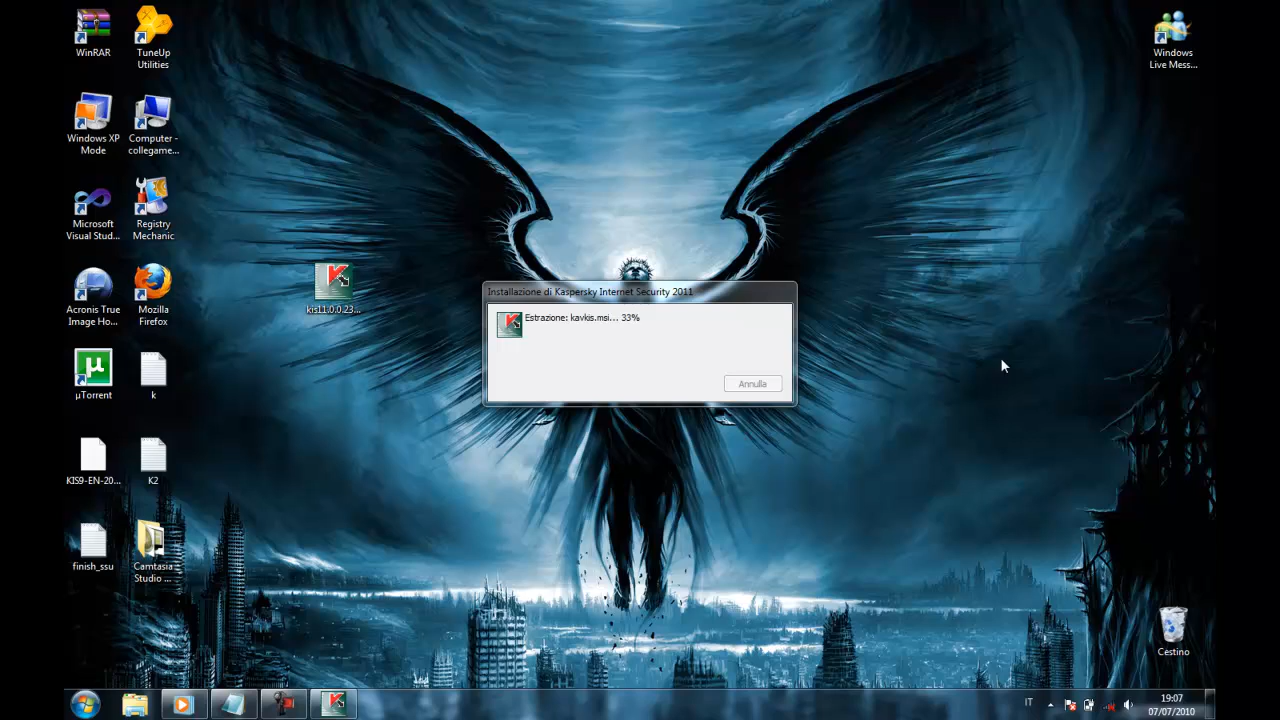 WinRAR
TuneUp
Utilities
Windows
Live Mess...
Windows XP
Mode
Computer -
collegame...
Microsoft
Visual Stud...
Registry
Mechanic
Acronis True
Image Ho...
Mozilla
Firefox
kis11.0.0.23...
Installazione di Kaspersky Internet Security 2011
Estrazione: kavkis.msi... 33%
Annulla
µTorrent
k
KIS9-EN-20...
K2
finish_ssu
Camtasia
Studio ...
Cestino
IT
19:07
07/07/2010